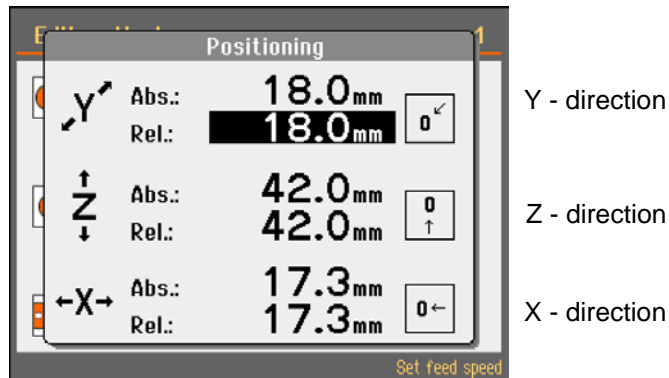 Positioning
Y Abs.: 18.0mm 0
Rel.: 18.0mm
Y - direction
Z Abs.: 42.0mm 0
Rel.: 42.0mm
Z - direction
X Abs.: 17.3mm 0
Rel.: 17.3mm
X - direction
Set feed speed